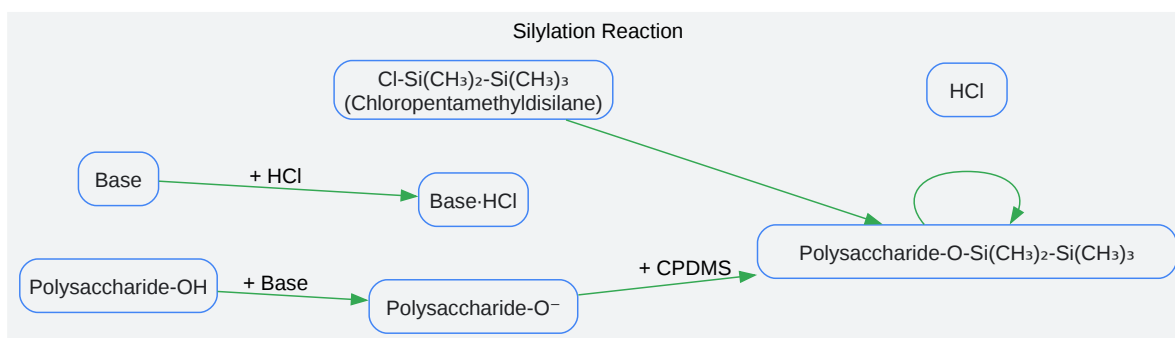 Silylation Reaction
Cl-Si(CH₃)₂-Si(CH₃)₃
(Chloropentamethyldisilane)
HCl
Base
+ HCl
Base·HCl
Polysaccharide-OH
+ Base
Polysaccharide-O⁻
+ CPDMS
Polysaccharide-O-Si(CH₃)₂-Si(CH₃)₃